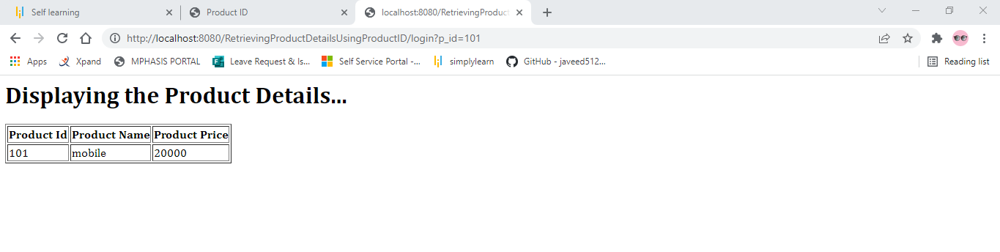 Self learning Product ID localhost:8080/RetrievingProduct
http://localhost:8080/RetrievingProductDetailsUsingProductID/login?p_id=101
Apps Xpand MPHASIS PORTAL Leave Request & Is... Self Service Portal -... simplylearn GitHub - javeed512... Reading list
Displaying the Product Details...
Product Id Product Name Product Price
101 mobile 20000